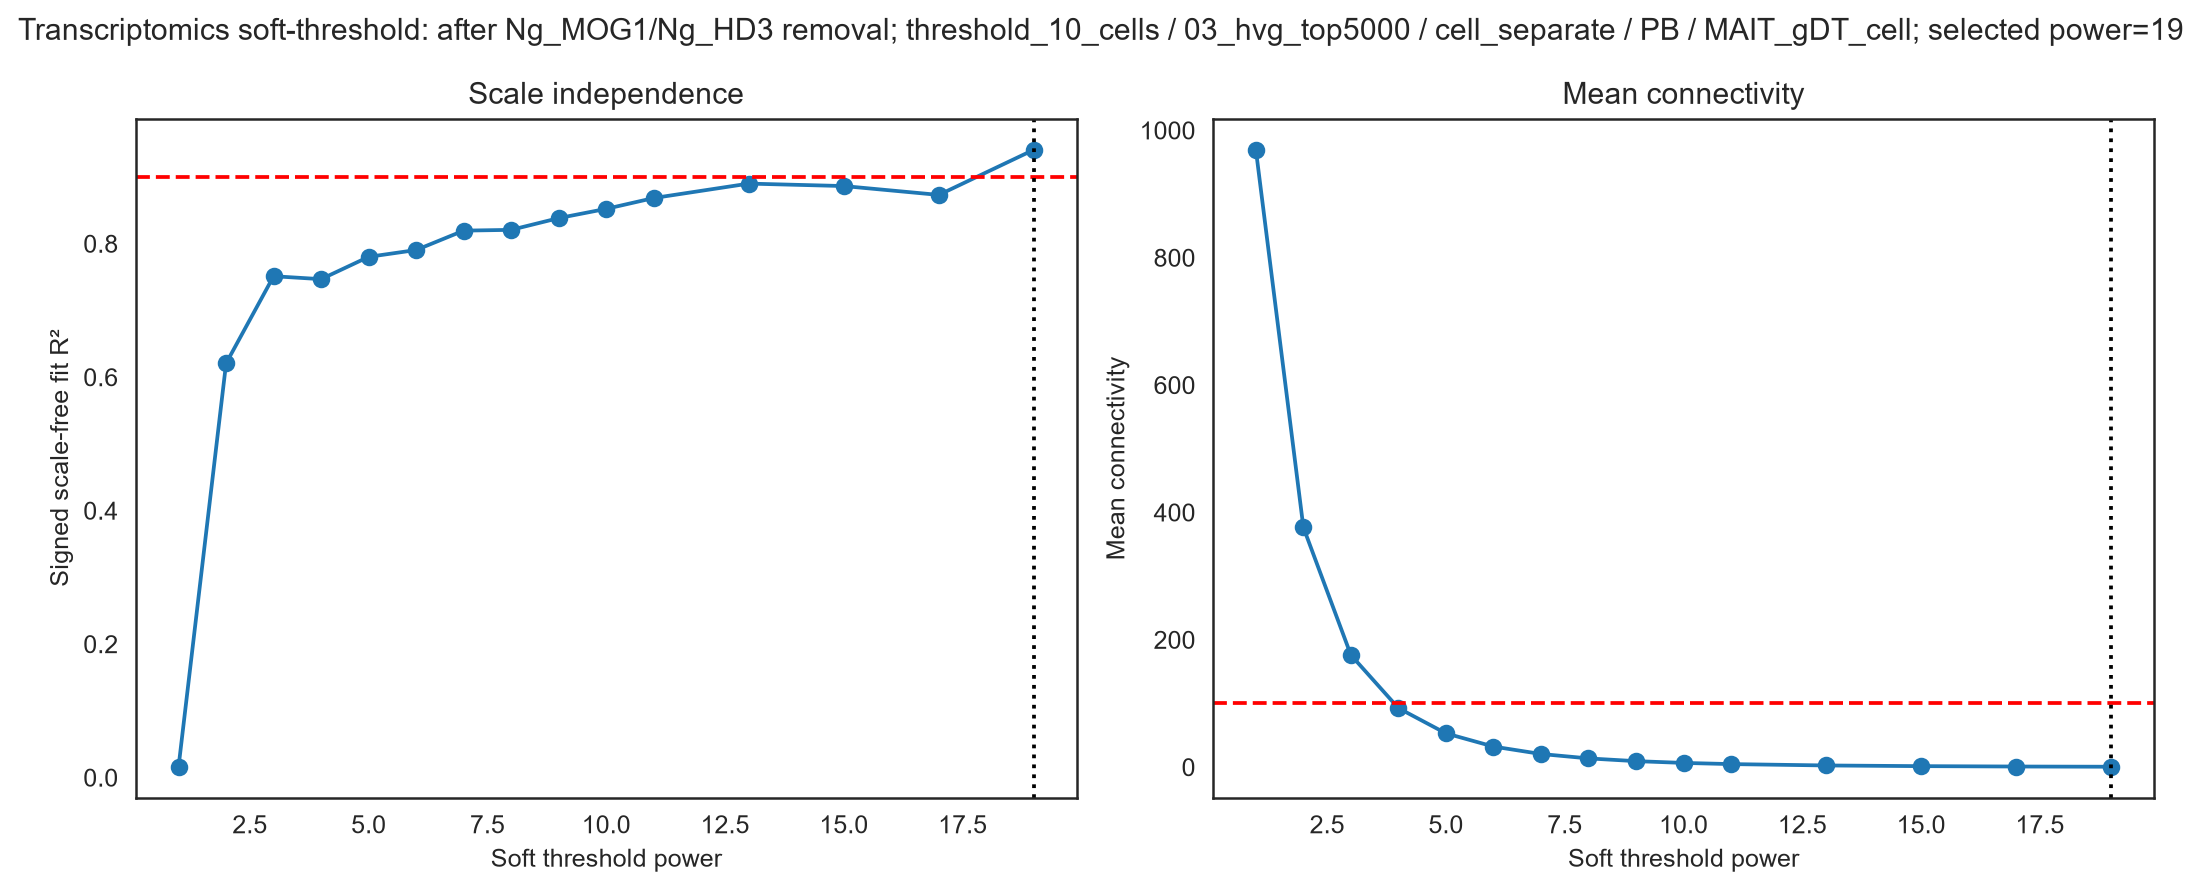 Transcriptomics soft-threshold: after Ng_MOG1/Ng_HD3 removal; threshold_10_cells / 03_hvg_top5000 / cell_separate / PB / MAIT_gDT_cell; selected power=19
Scale independence
Signed scale-free fit R²
0.8
0.6
0.4
0.2
0.0
2.5 5.0 7.5 10.0 12.5 15.0 17.5
Soft threshold power
Mean connectivity
Mean connectivity
1000
800
600
400
200
0
2.5 5.0 7.5 10.0 12.5 15.0 17.5
Soft threshold power